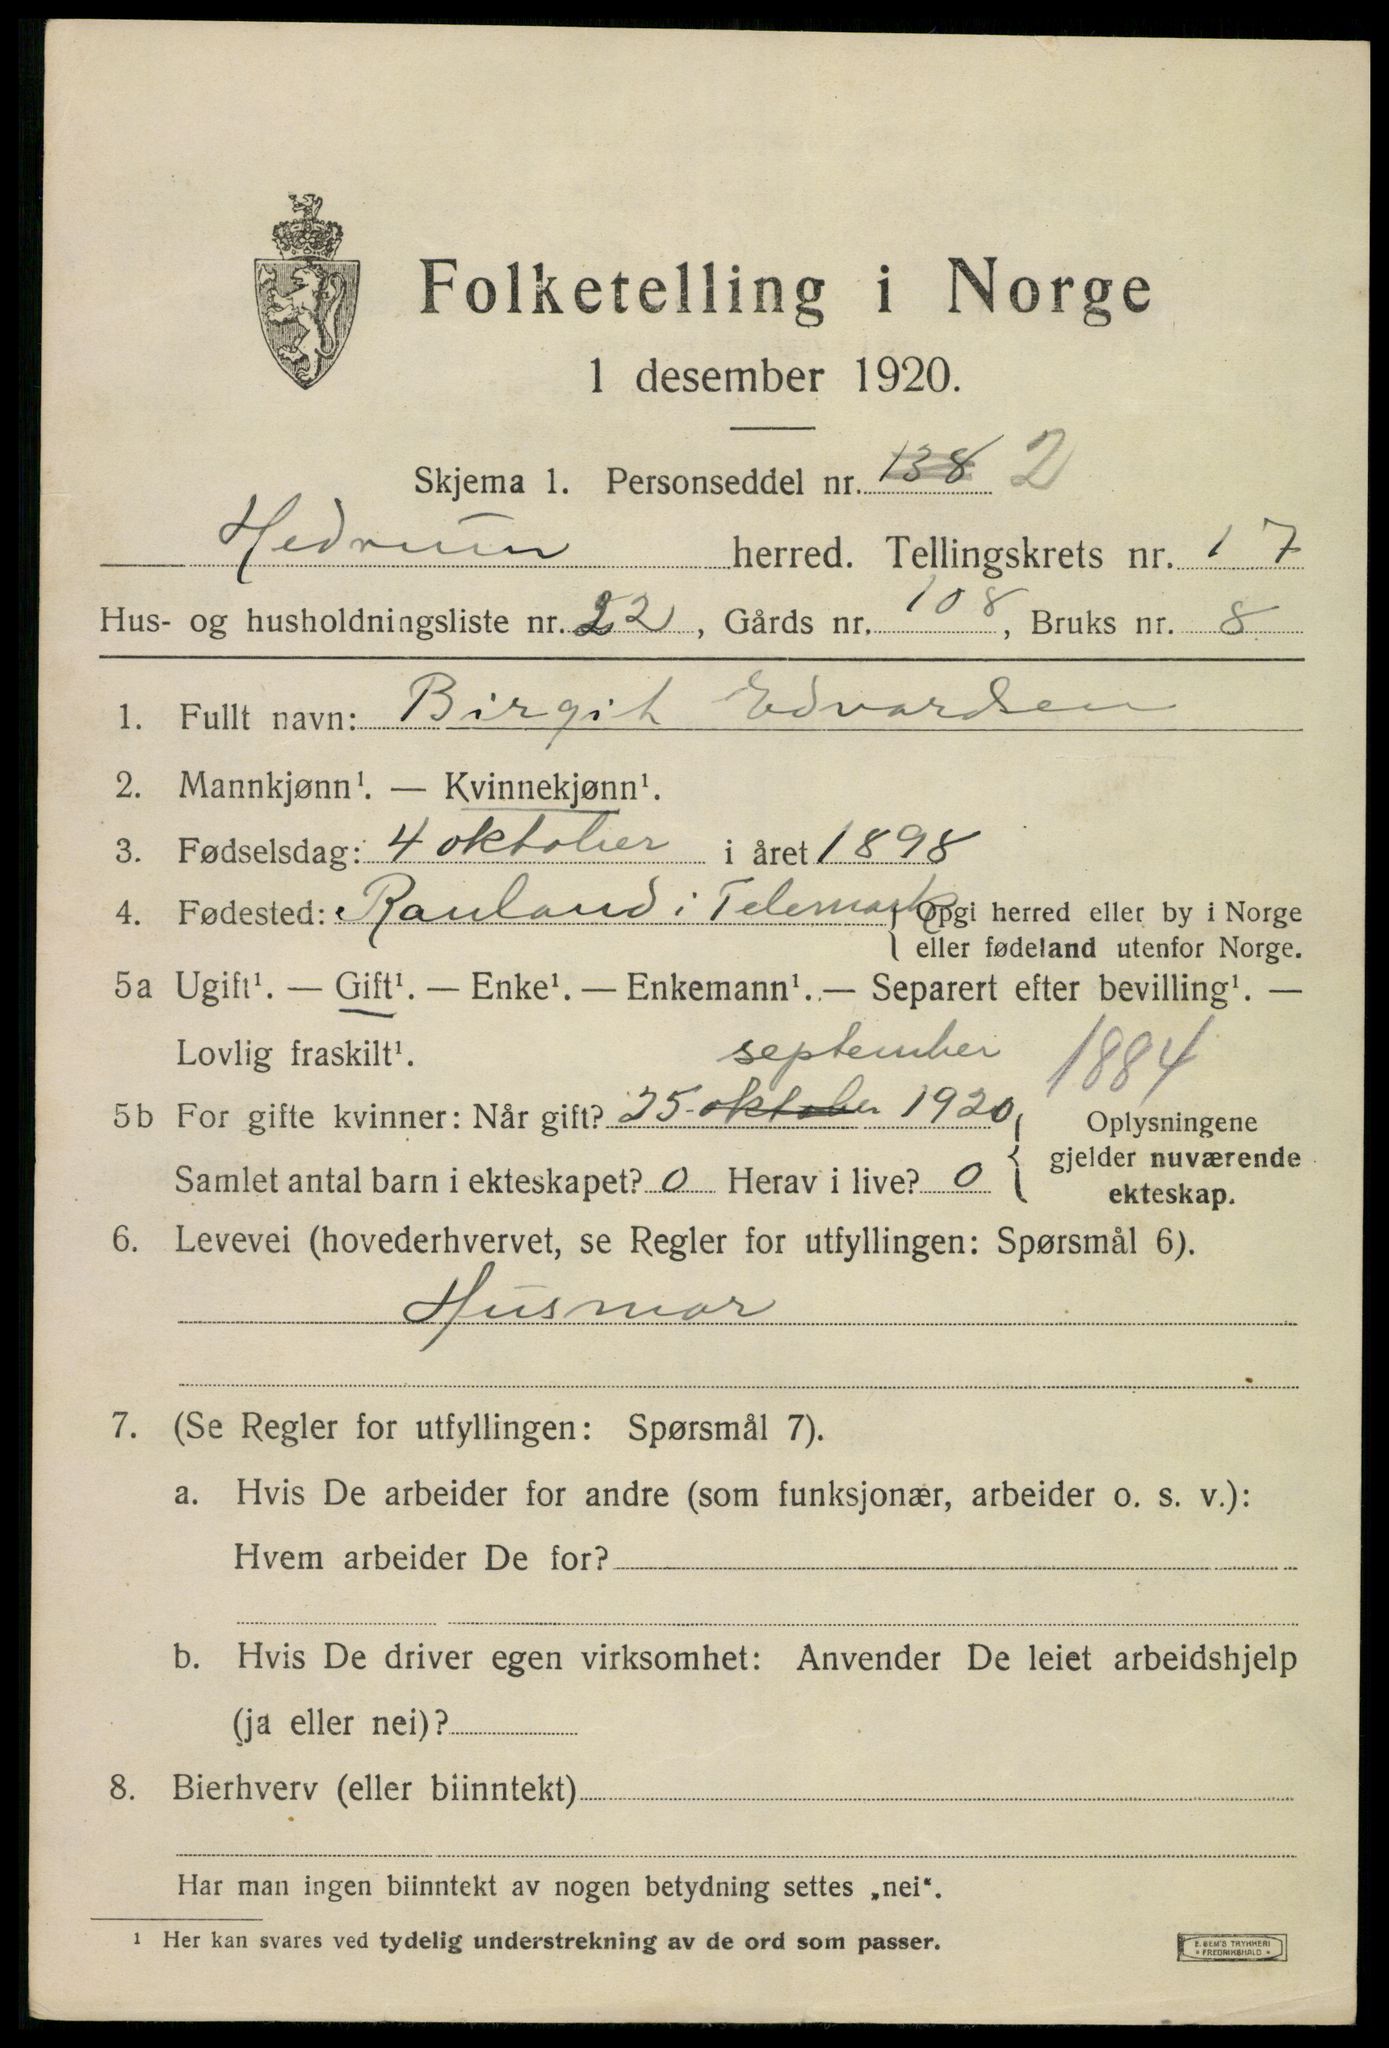 Folketelling i Norge
1 desember 1920.
Skjema 1. Personseddel nr. 138 2
Hedrum herred. Tellingskrets nr. 17
Hus- og husholdningsliste nr. 22, Gårds nr. 108, Bruks nr. 8
1. Fullt navn: Birgit Edvardsen
2. Mannkjønn¹. — Kvinnekjønn¹.
3. Fødselsdag: 4 oktober i året 1898
4. Fødested: Rauland i Telemark { Opgi herred eller by i Norge
eller fødeland utenfor Norge.
5a Ugift¹. — Gift¹. — Enke¹. — Enkemann¹. — Separert efter bevilling¹. —
Lovlig fraskilt¹. september 1884
5b For gifte kvinner: Når gift? 25 oktober 1920 { Oplysningene
gjelder nuværende
Samlet antal barn i ekteskapet? 0 Herav i live? 0
ekteskap.
6. Levevei (hovederhvervet, se Regler for utfyllingen: Spørsmål 6).
Husmor
7. (Se Regler for utfyllingen: Spørsmål 7).
a. Hvis De arbeider for andre (som funksjonær, arbeider o. s. v.):
Hvem arbeider De for?
b. Hvis De driver egen virksomhet: Anvender De leiet arbeidshjelp
(ja eller nei)?
8. Bierhverv (eller biinntekt)
Har man ingen biinntekt av nogen betydning settes „nei“.
¹ Her kan svares ved tydelig understrekning av de ord som passer.
E. SEM'S TRYKKERI
* FREDRIKSHALD *